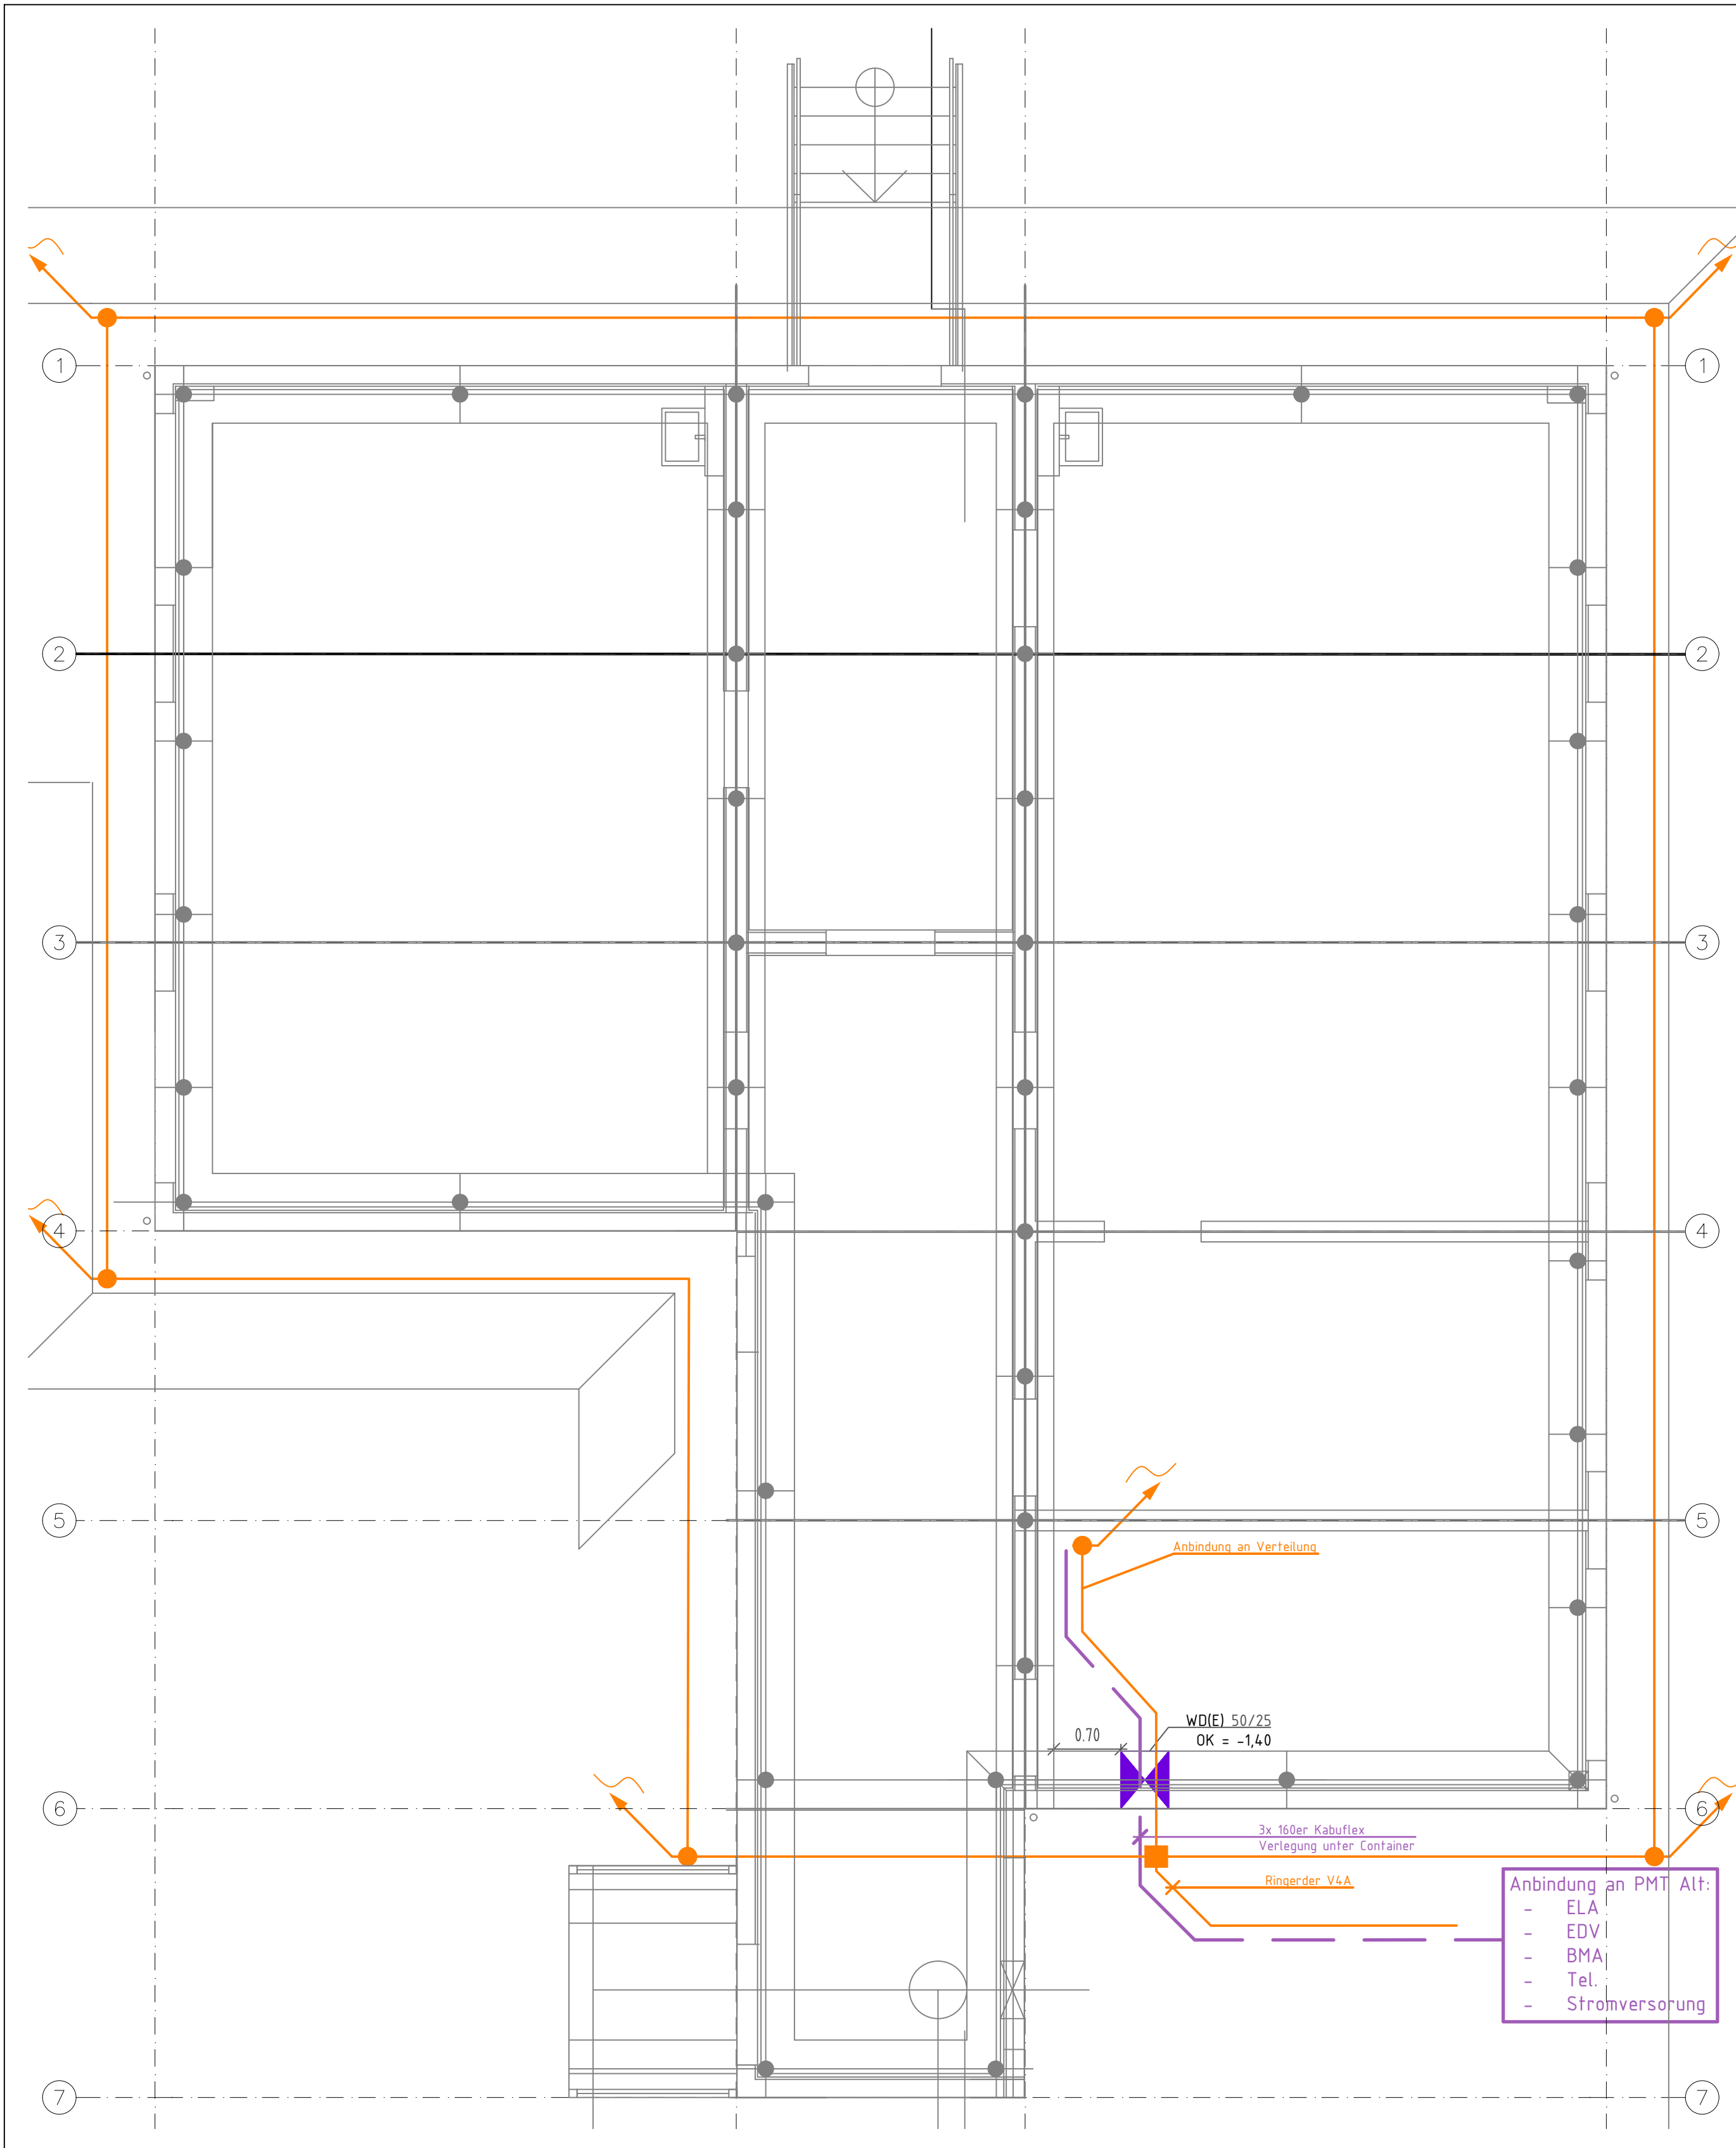 1
1
2
2
3
3
4
4
5
5
Anbindung an Verteilung
0.70
WD(E) 50/25
OK = -1,40
6
6
3x 160er Kabuflex
Verlegung unter Container
Ringerder V4A
Anbindung an PMT Alt:
- ELA
- EDV
- BMA
- Tel.
- Stromversorung
7
7